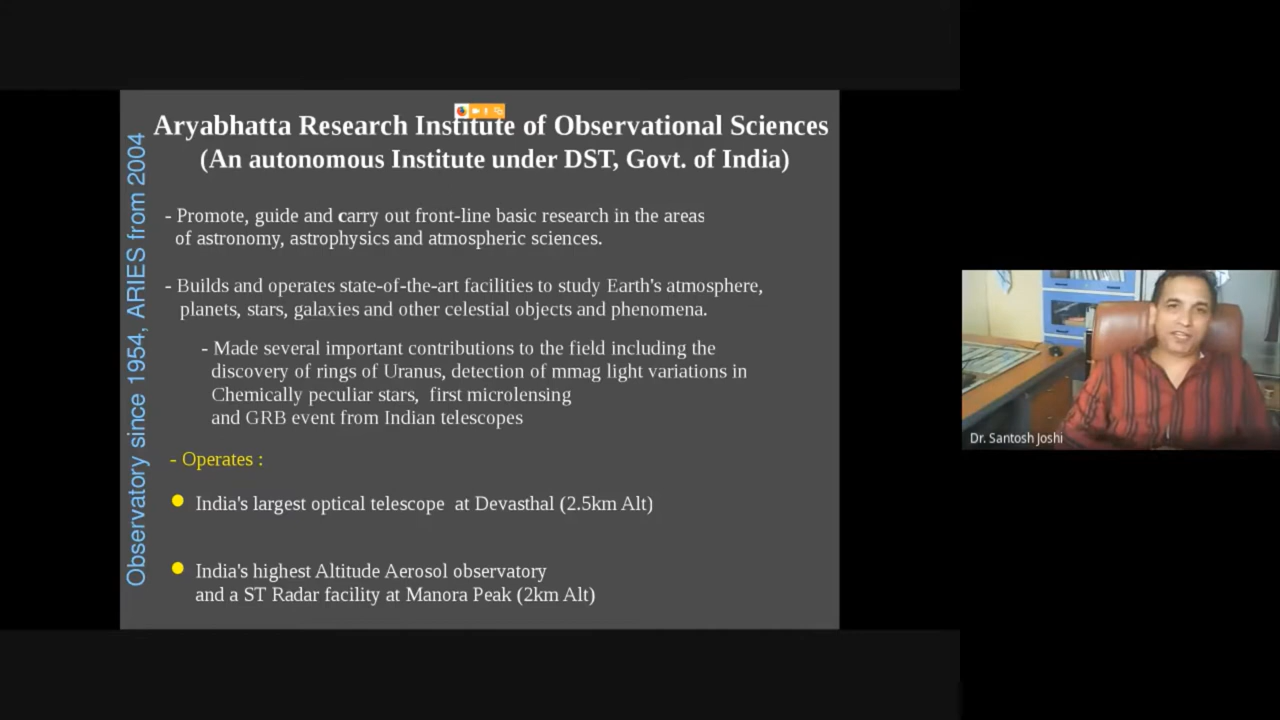 Aryabhatta Research Institute of Observational Sciences
(An autonomous Institute under DST, Govt. of India)
Observatory since 1954, ARIES from 2004
- Promote, guide and carry out front-line basic research in the areas
of astronomy, astrophysics and atmospheric sciences.
- Builds and operates state-of-the-art facilities to study Earth's atmosphere,
planets, stars, galaxies and other celestial objects and phenomena.
- Made several important contributions to the field including the
discovery of rings of Uranus, detection of mmag light variations in
Chemically peculiar stars, first microlensing
and GRB event from Indian telescopes
- Operates :
India's largest optical telescope at Devasthal (2.5km Alt)
India's highest Altitude Aerosol observatory
and a ST Radar facility at Manora Peak (2km Alt)
Dr. Santosh Joshi